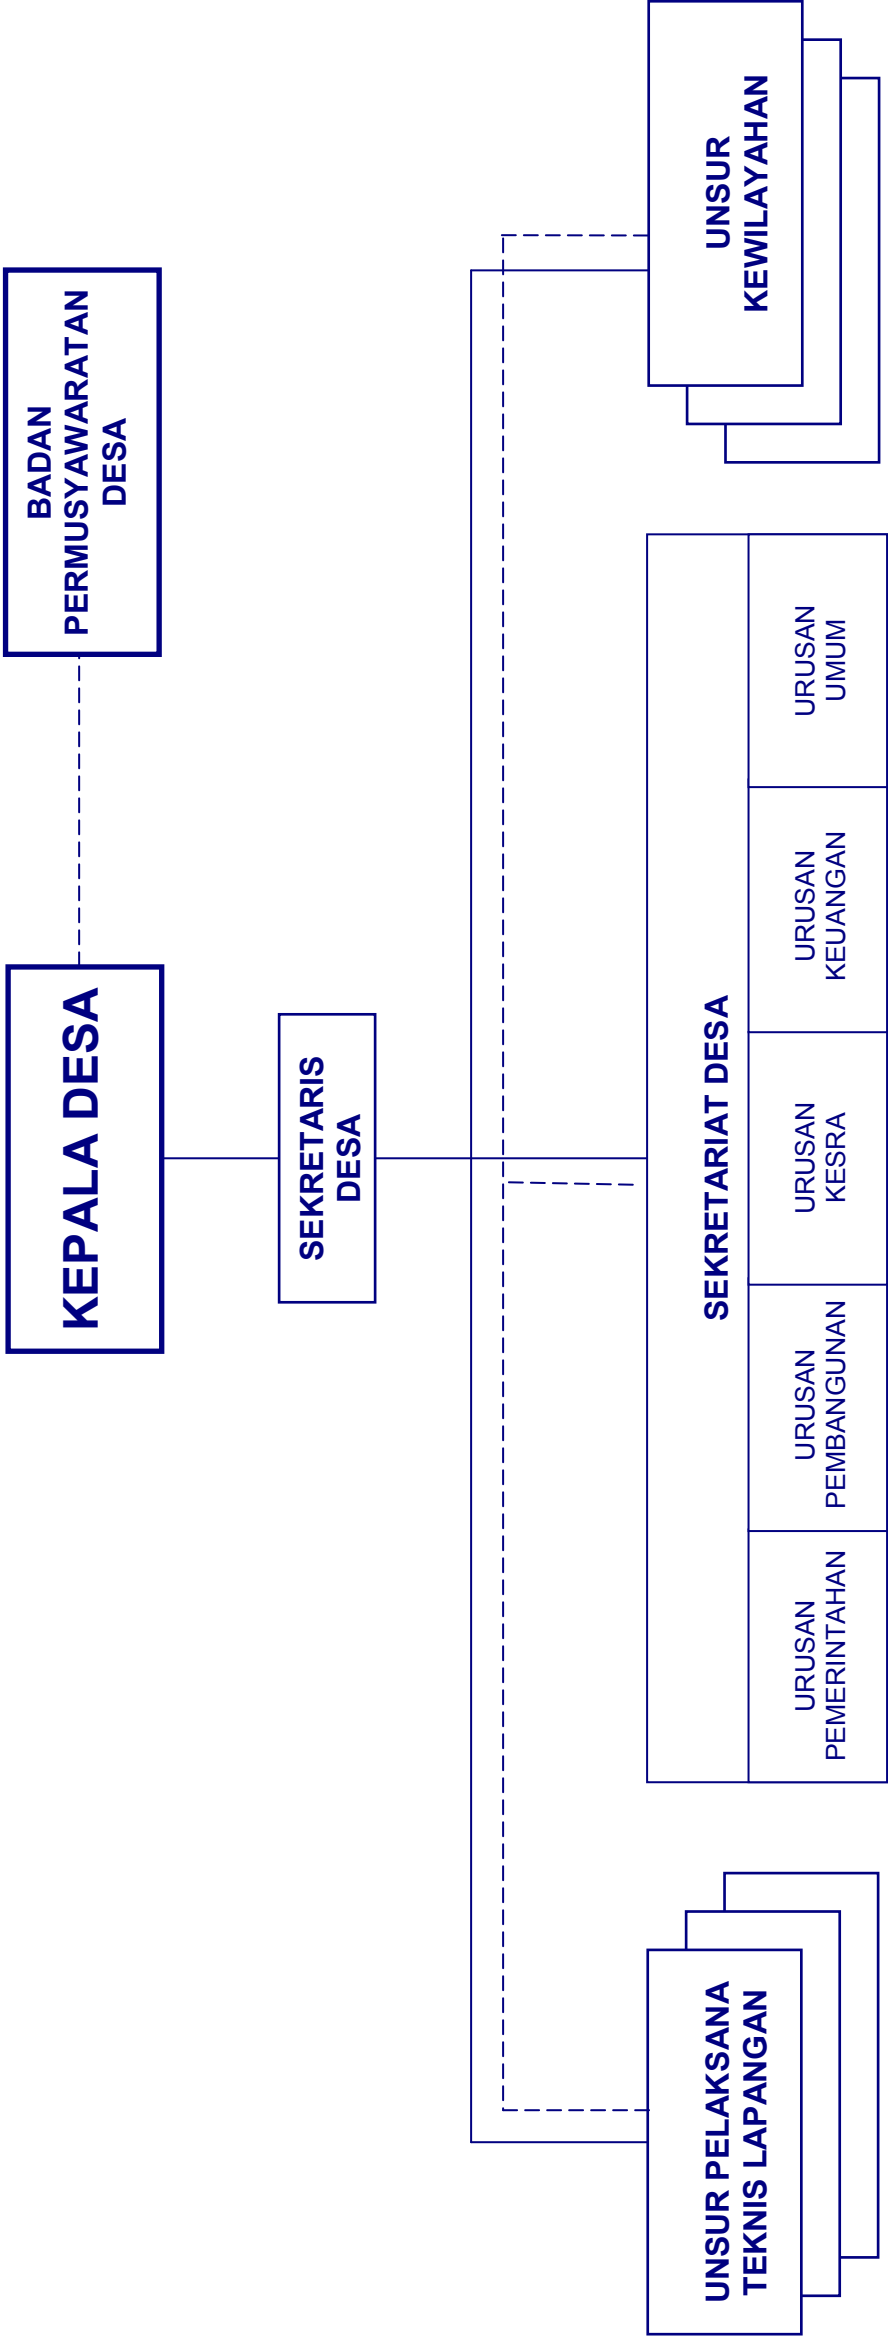 BADAN
PERMUSYAWARATAN
DESA
KEPALA DESA
SEKRETARIS
DESA
UNSUR PELAKSANA
TEKNIS LAPANGAN
SEKRETARIAT DESA
URUSAN
PEMERINTAHAN
URUSAN
PEMBANGUNAN
URUSAN
KESRA
URUSAN
KEUANGAN
URUSAN
UMUM
UNSUR
KEWILAYAHAN